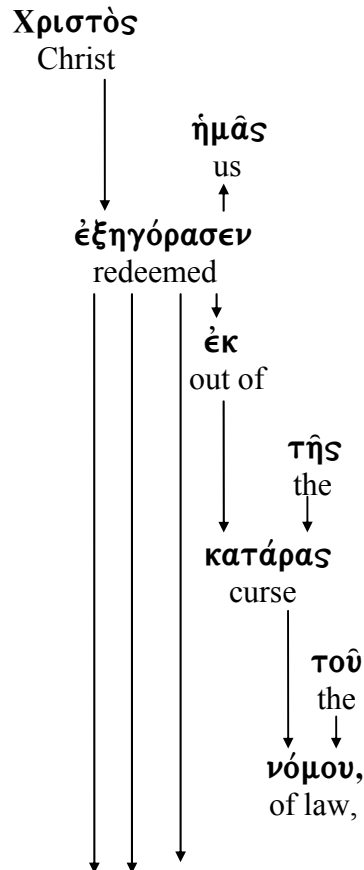 Χριστὸς
Christ
ἡμᾶς
us
ἐξηγόρασεν
redeemed
ἐκ
out of
τῆς
the
κατάρας
curse
τοῦ
the
νόμου,
of law,